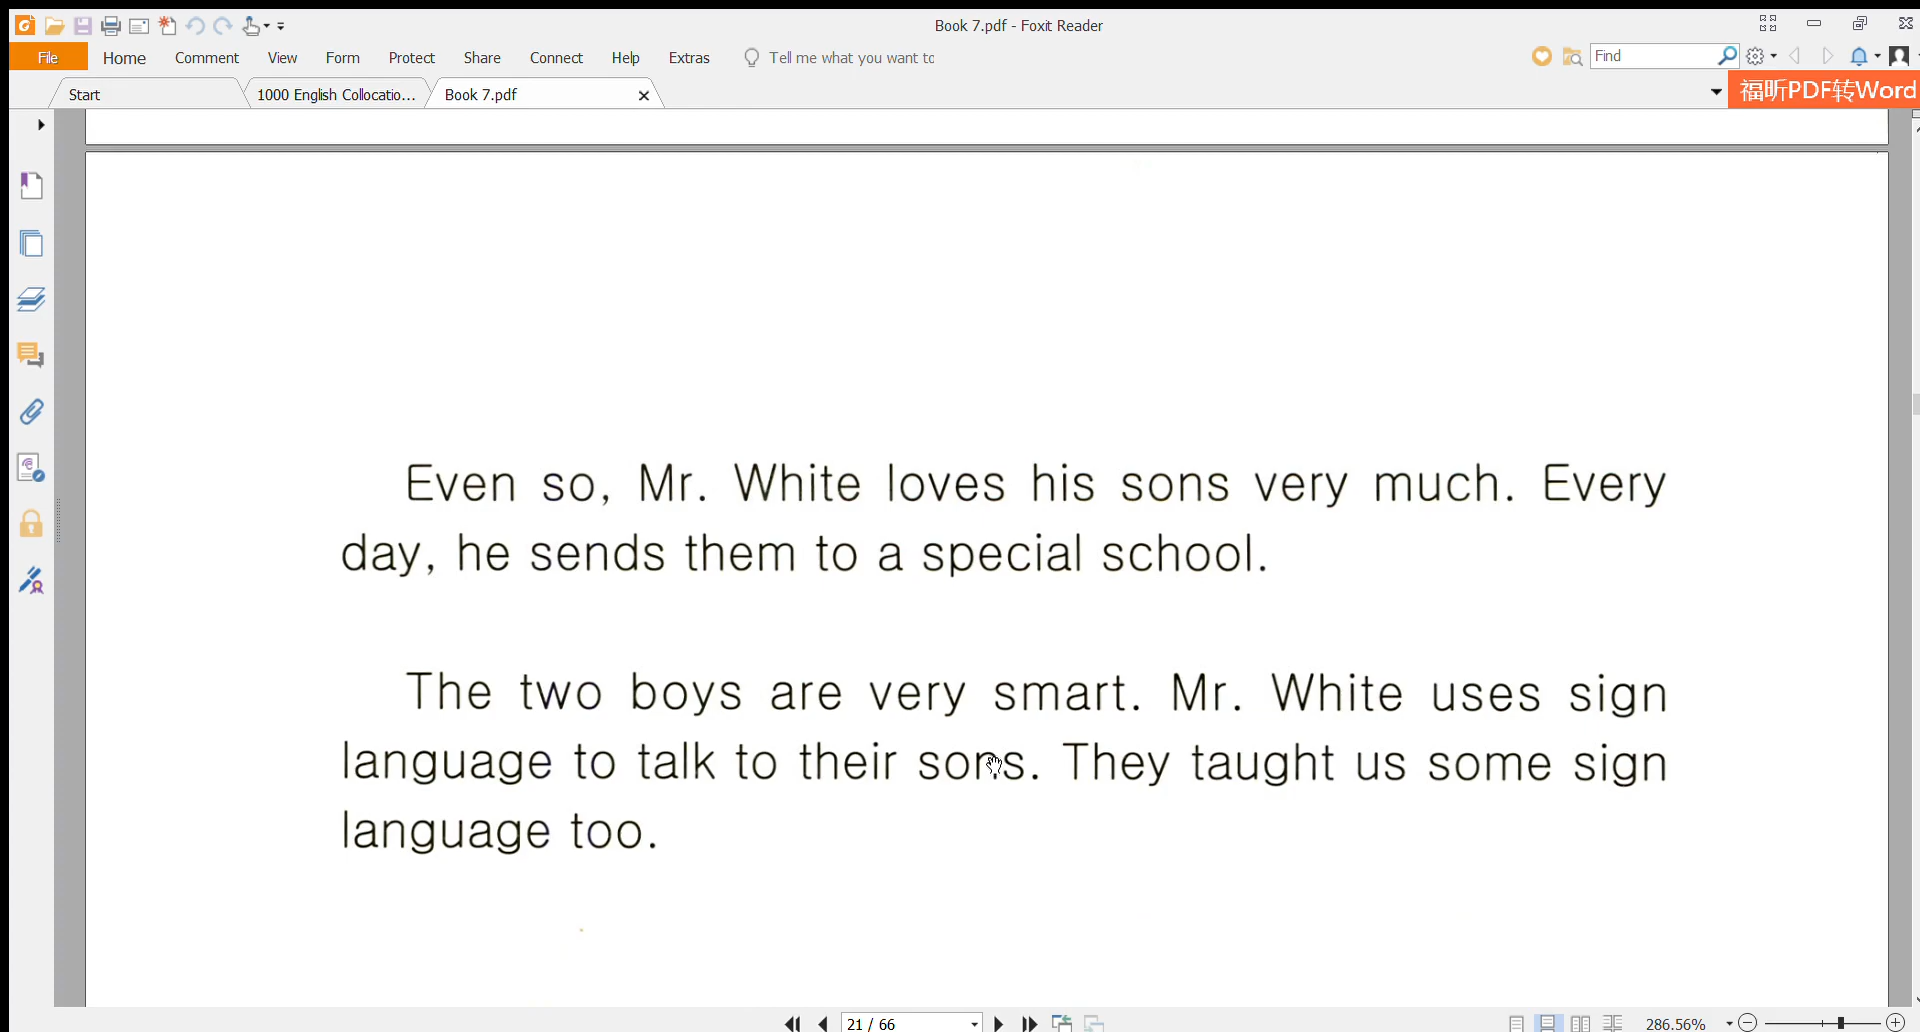 Book 7.pdf - Foxit Reader
File Home Comment View Form Protect Share Connect Help Extras Tell me what you want to Find
Start 1000 English Collocatio... Book 7.pdf 福昕PDF转Word
Even so, Mr. White loves his sons very much. Every
day, he sends them to a special school.
The two boys are very smart. Mr. White uses sign
language to talk to their sons. They taught us some sign
language too.
21 / 66 286.56%